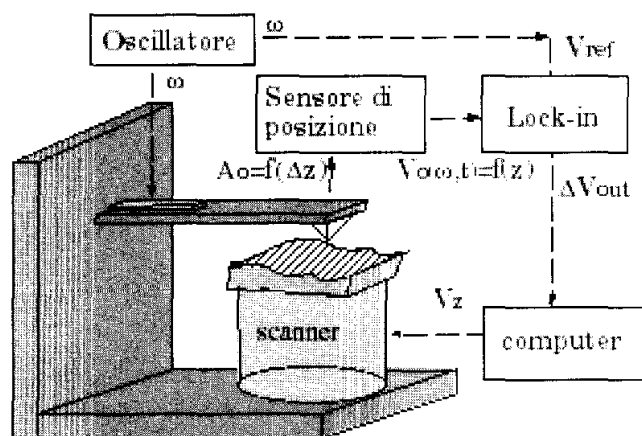 Oscillatore
ω
Vref
ω
Sensore di
posizione
Lock-in
Ao=f(Δz)
Vo(ω,t)=f(z)
ΔVout
Vz
scanner
computer